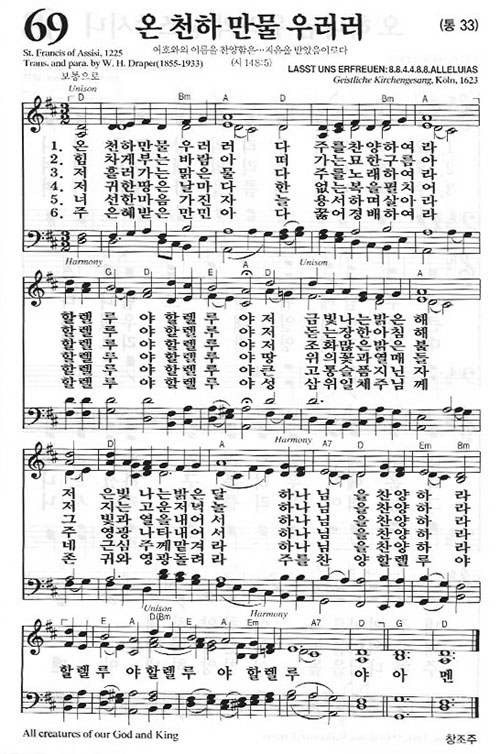 69 온 천하 만물 우러러 (통 33)
St. Francis of Assisi, 1225
Trans. and para. by W. H. Draper(1855-1933)
여호와의 이름을 찬양함은…지음을 받았음이로다
(시 148:5)
LASST UNS ERFREUEN:8.8.4.4.8.8.ALLELUIAS
Geistliche Kirchengesang, Köln, 1623
보통으로
Unison
D Bm A D A
1. 온 천하만물우러러 다 주를찬양하여라
2. 힘차게부는바람아 떠가는묘한구름아
3. 저 흘러가는맑은물 다 주를노래하여라
4. 저 귀한땅은날마다 한없는복을펼치어
5. 너 선한마음가진자 늘 용서하며살아라
6. 주 은혜받은만민아 다 꿇어경배하여라
Harmony Unison
G D E A D
할렐루 야 할렐루 야 저 금빛나는밝은해
할렐루 야 할렐루 야 저 돋는장한아침해
할렐루 야 할렐루 야 저 조화많은밝은불
할렐루 야 할렐루 야 땅 위의꽃과열매들
할렐루 야 할렐루 야 큰 고통슬픔지닌자
할렐루 야 할렐루 야 성 삼위일체주님께
Harmony
D A A7 D Em Bm
저 은빛나는밝은달 하나님을찬양하라
저 지는고운저녁놀 하나님을찬양하라
그 빛과열을내어서 하나님을찬양하라
주 영광나타내어서 하나님을찬양하라
네 근심주께맡겨라 하나님을찬양하라
존귀와영광돌려라 주를찬양할렐루야
Unison Harmony
Em A D(Bm Em A7 D G D
할렐루 야 할렐루 야 할렐루 야 아멘
All creatures of our God and King
창조주